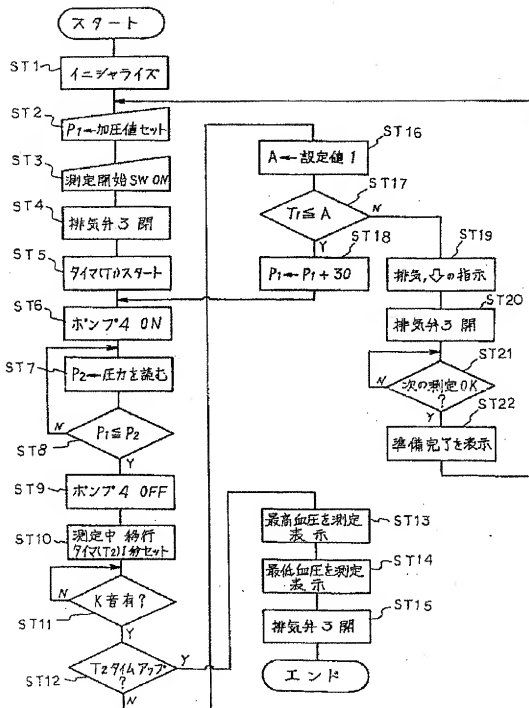 スタート
ST1
イニシャライズ
ST2
P₁←加圧値セット
ST3
測定開始SW ON
ST4
排気弁3 開
ST5
タイマ(T₁)スタート
ST6
ポンプ4 ON
ST7
P₂←圧力を読む
ST8
P₁≦P₂
N
Y
ST9
ポンプ4 OFF
ST10
測定中 移行
タイマ(T₂)1分セット
ST11
K音有?
N
Y
ST12
T₂タイムアップ
?
Y
N
ST13
最高血圧を測定
表示
ST14
最低血圧を測定
表示
ST15
排気弁3 開
エンド
ST16
A←設定値1
ST17
T₁≦A
N
Y
ST18
P₁←P₁+30
ST19
排気,⇩の指示
ST20
排気弁3 開
ST21
次の測定OK
?
N
Y
ST22
準備完了を表示